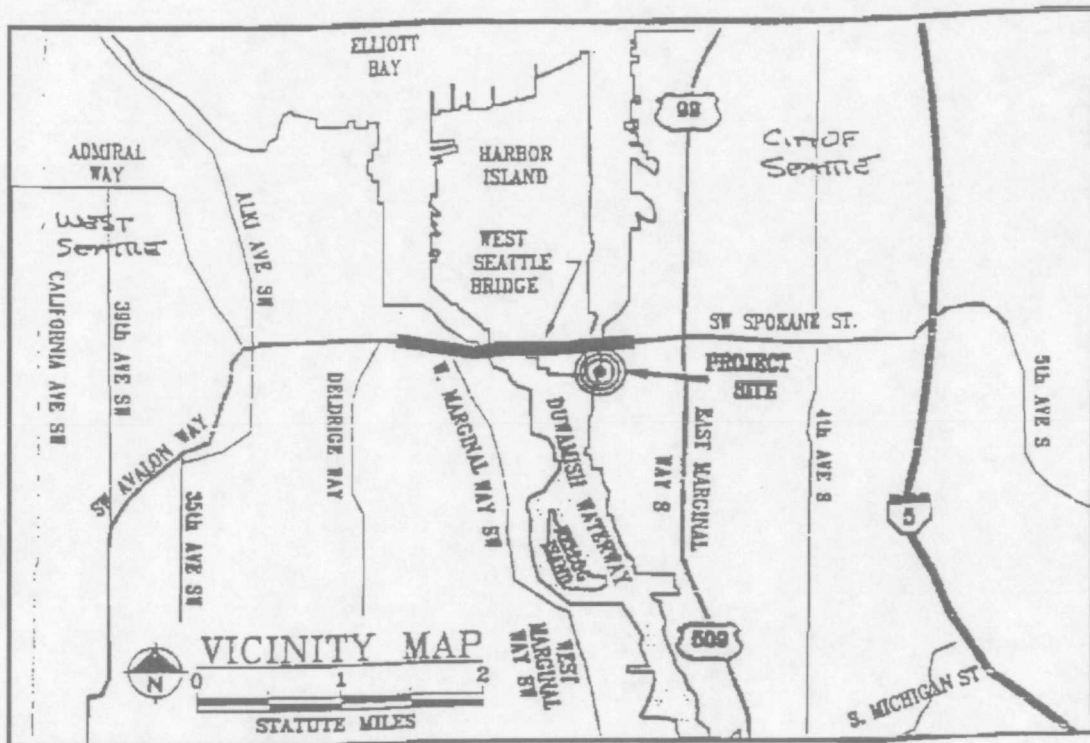 ELLIOTT
BAY
99
CITY OF
SEATTLE
ADMIRAL
WAY
HARBOR
ISLAND
WEST
SEATTLE
ALKI AVE SW
WEST
SEATTLE
BRIDGE
CALIFORNIA AVE SW
39th AVE SW
SW SPOKANE ST.
PROJECT
SITE
5th AVE S
DELDRIGE WAY
W. MARGINAL WAY SW
DUWAMISH WATERWAY
EAST MARGINAL
WAY S
4th AVE S
SW AVALON WAY
35th AVE SW
ISLAND
509
WEST
MARGINAL
WAY SW
S. MICHIGAN ST
VICINITY MAP
N
0 1 2
STATUTE MILES